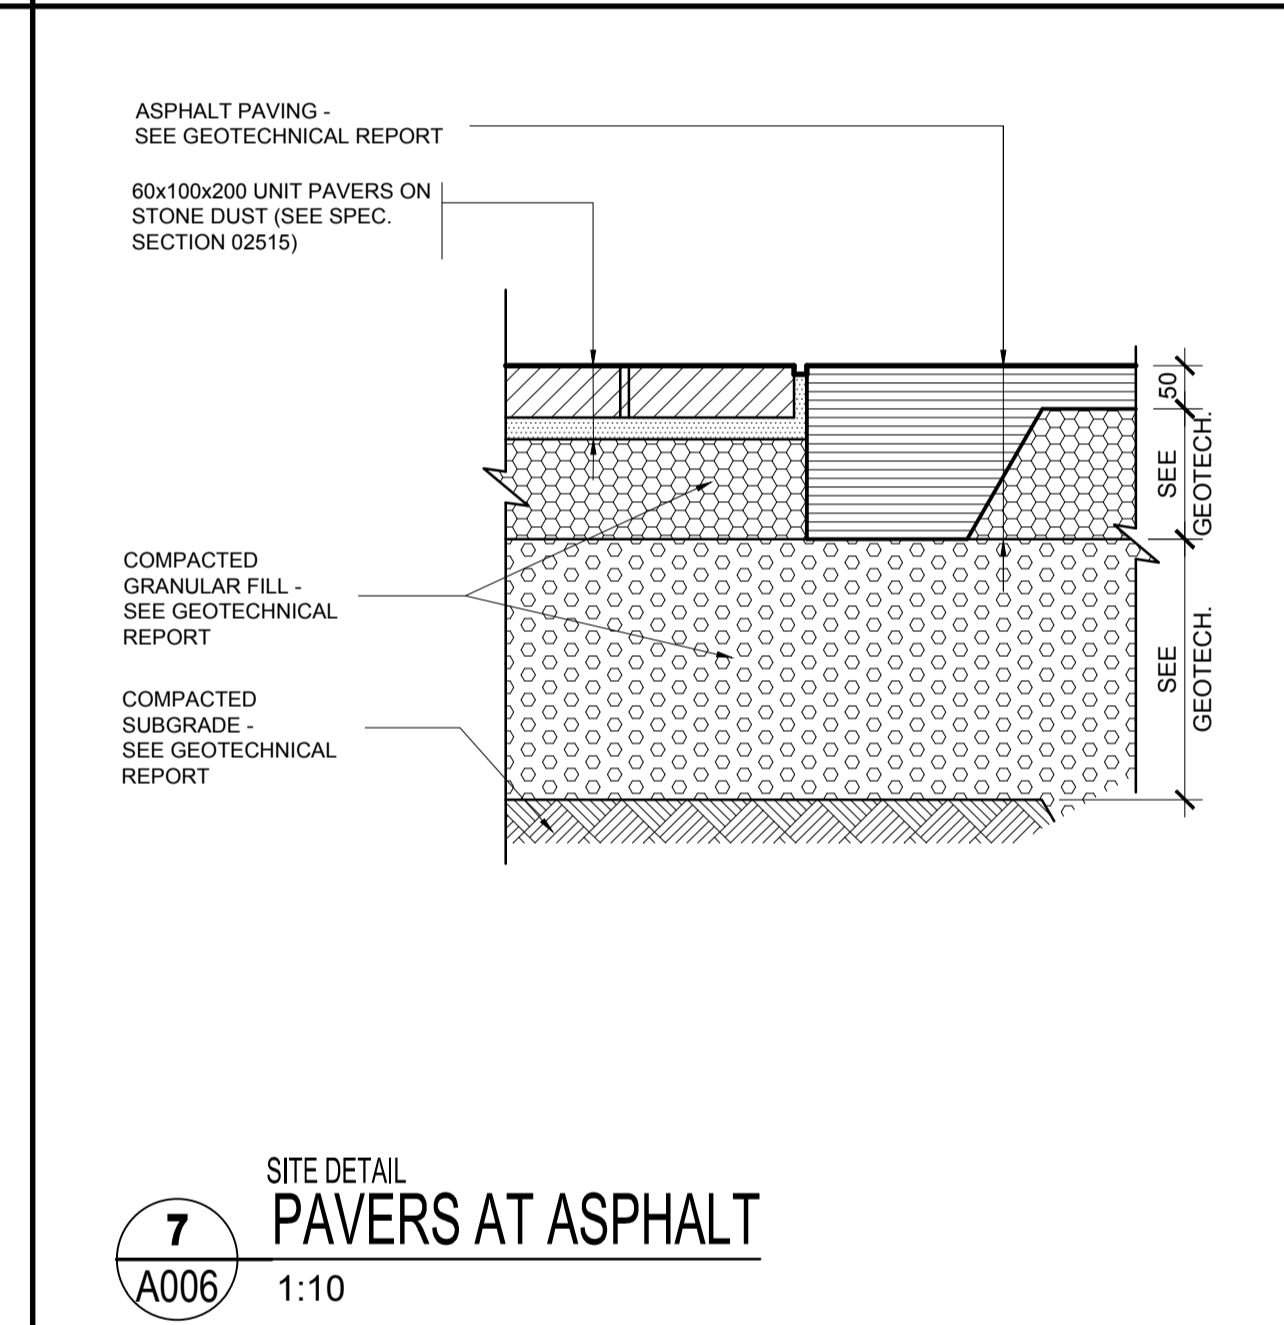 ASPHALT PAVING -
SEE GEOTECHNICAL REPORT
60x100x200 UNIT PAVERS ON
STONE DUST (SEE SPEC.
SECTION 02515)
50
SEE
GEOTECH.
COMPACTED
GRANULAR FILL -
SEE GEOTECHNICAL
REPORT
SEE
GEOTECH.
COMPACTED
SUBGRADE -
SEE GEOTECHNICAL
REPORT
SITE DETAIL
7
PAVERS AT ASPHALT
A006
1:10